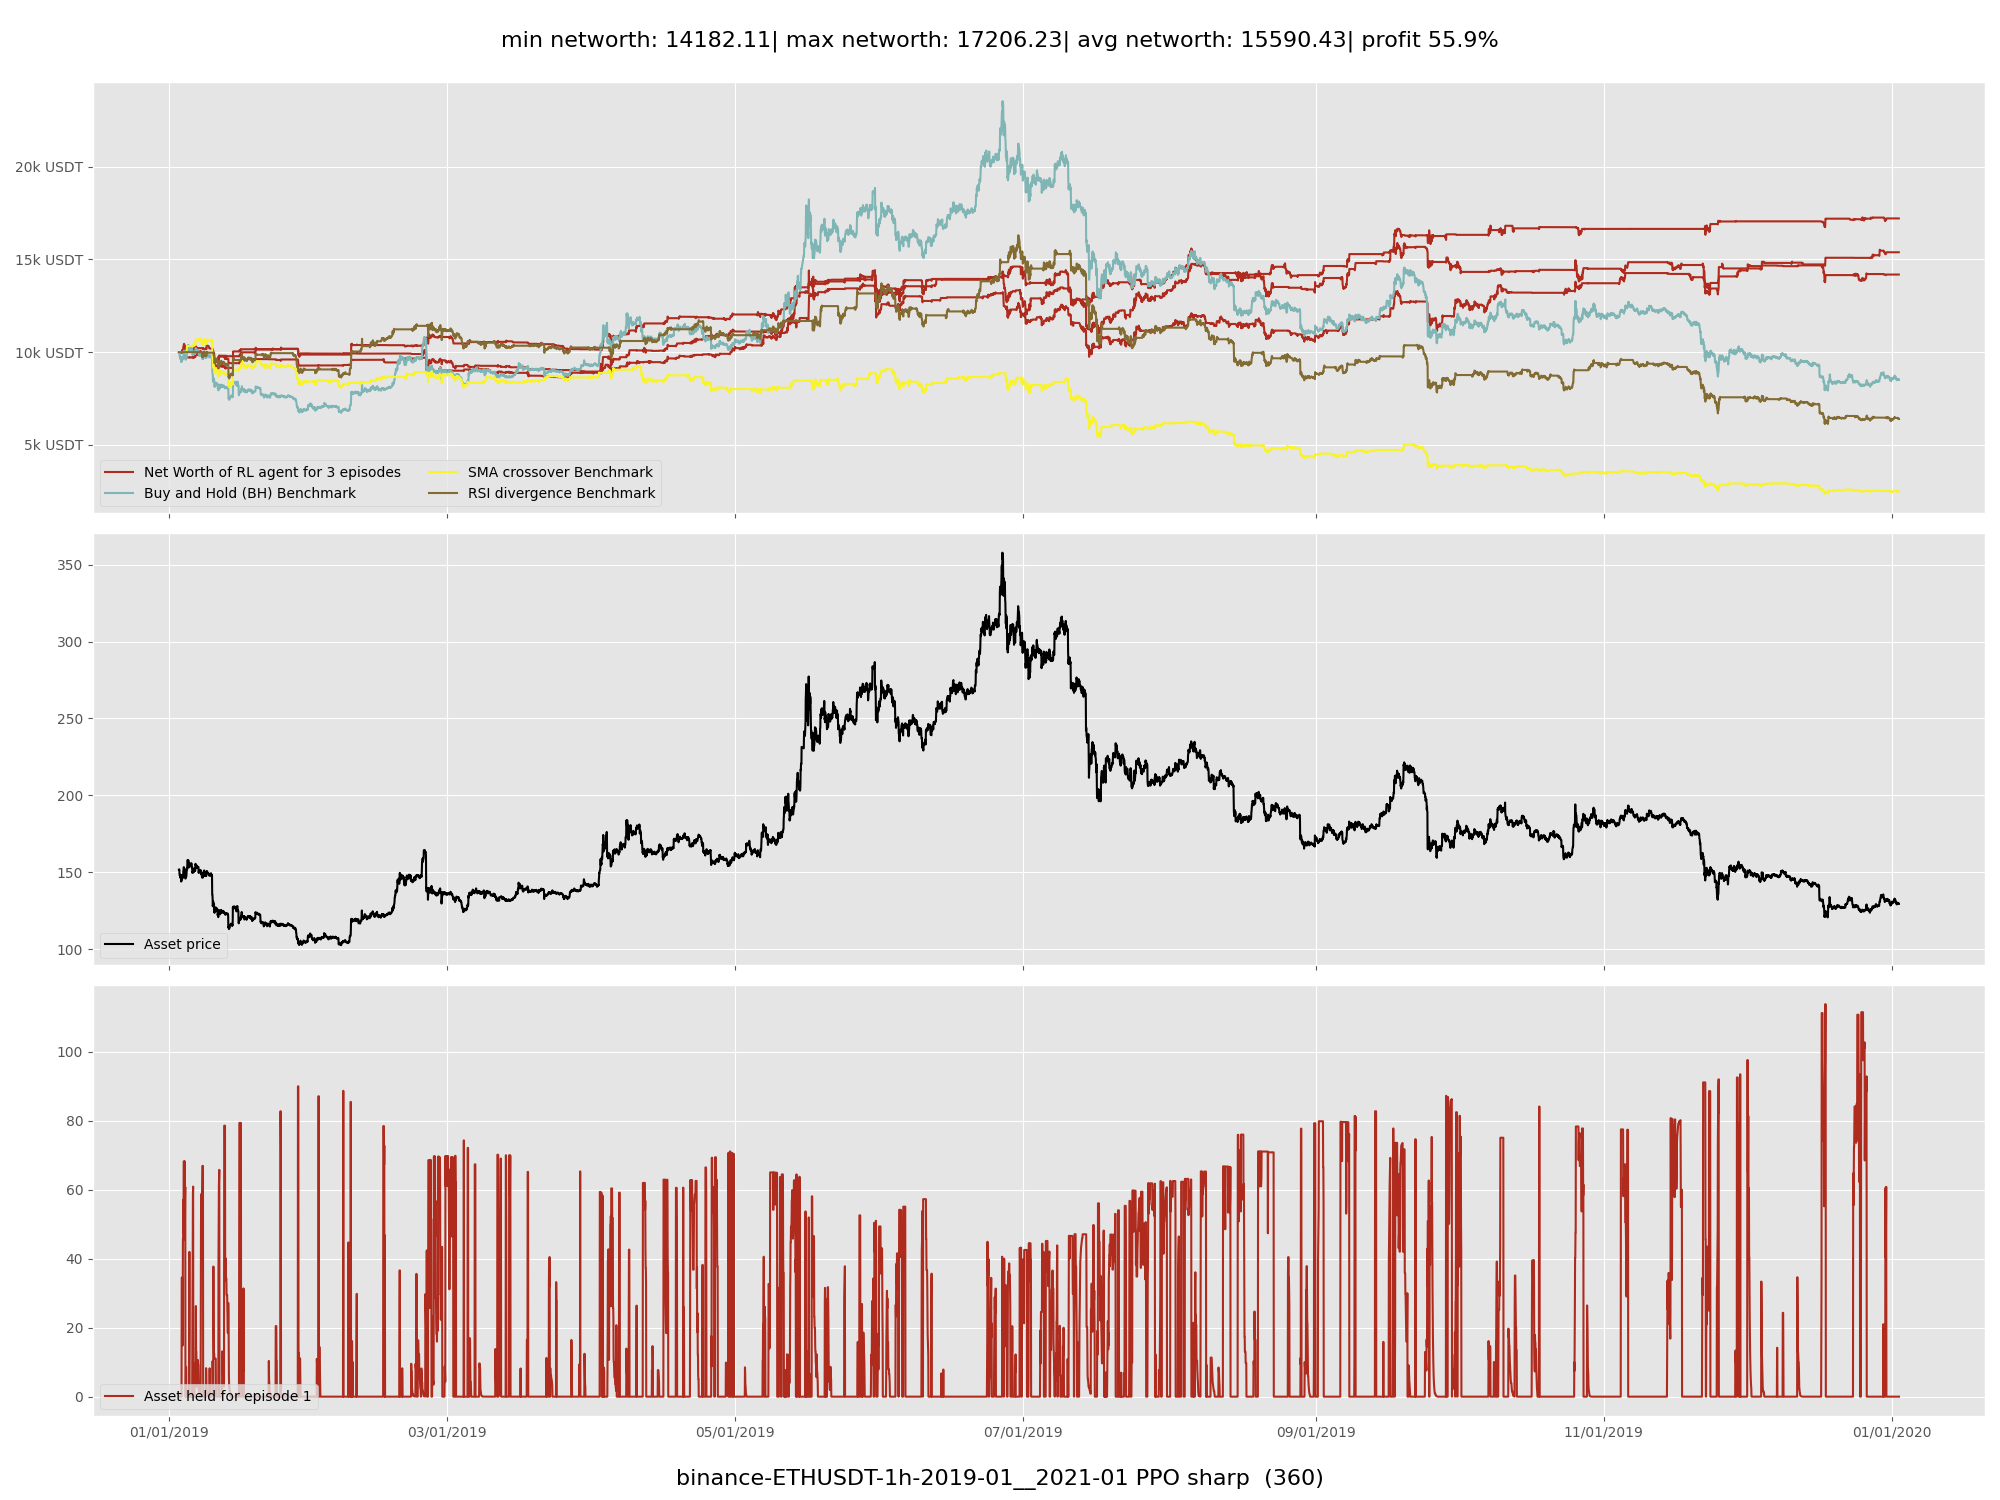 min networth: 14182.11| max networth: 17206.23| avg networth: 15590.43| profit 55.9%
20k USDT
15k USDT
10k USDT
5k USDT
Net Worth of RL agent for 3 episodes
Buy and Hold (BH) Benchmark
SMA crossover Benchmark
RSI divergence Benchmark
350
300
250
200
150
100
Asset price
100
80
60
40
20
0
Asset held for episode 1
01/01/2019 03/01/2019 05/01/2019 07/01/2019 09/01/2019 11/01/2019 01/01/2020
binance-ETHUSDT-1h-2019-01__2021-01 PPO sharp (360)